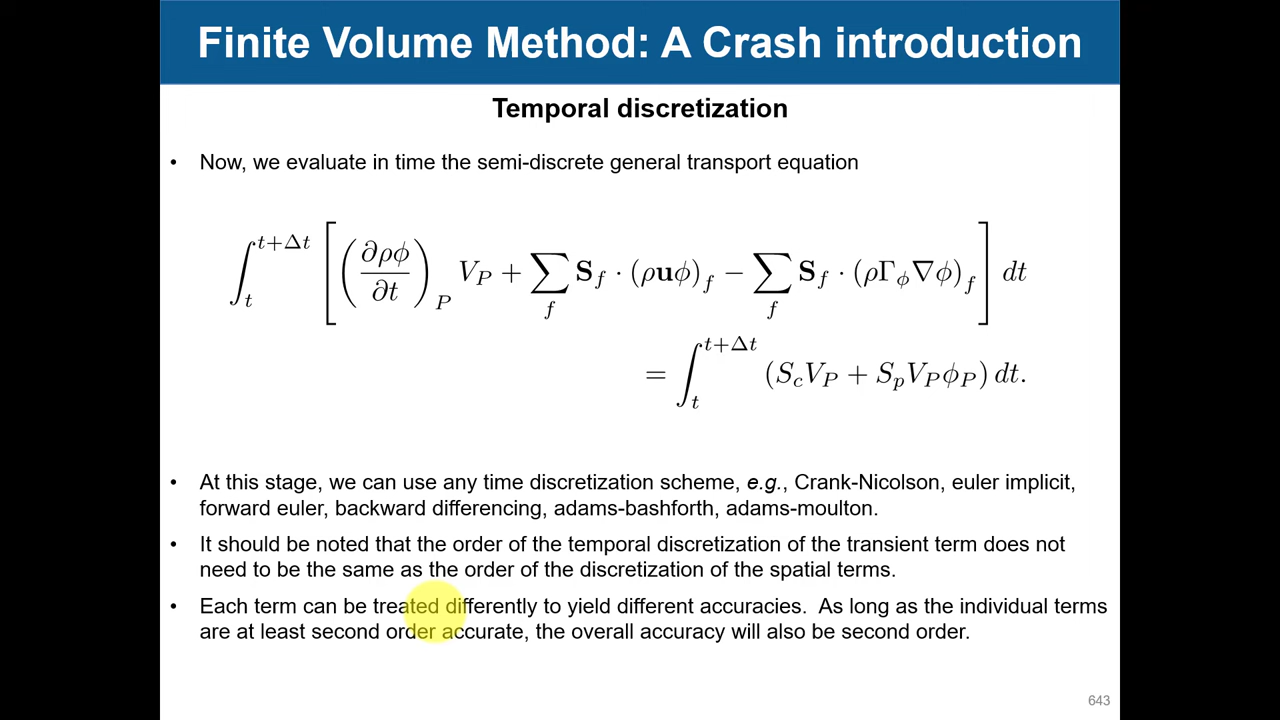 Finite Volume Method: A Crash introduction
Temporal discretization
• Now, we evaluate in time the semi-discrete general transport equation
∫_t^{t+Δt} [ (∂ρϕ/∂t)_P V_P + ∑_f S_f · (ρuϕ)_f − ∑_f S_f · (ρΓ_ϕ∇ϕ)_f ] dt
= ∫_t^{t+Δt} (S_c V_P + S_p V_P ϕ_P) dt.
• At this stage, we can use any time discretization scheme, e.g., Crank-Nicolson, euler implicit,
forward euler, backward differencing, adams-bashforth, adams-moulton.
• It should be noted that the order of the temporal discretization of the transient term does not
need to be the same as the order of the discretization of the spatial terms.
• Each term can be treated differently to yield different accuracies. As long as the individual terms
are at least second order accurate, the overall accuracy will also be second order.
643